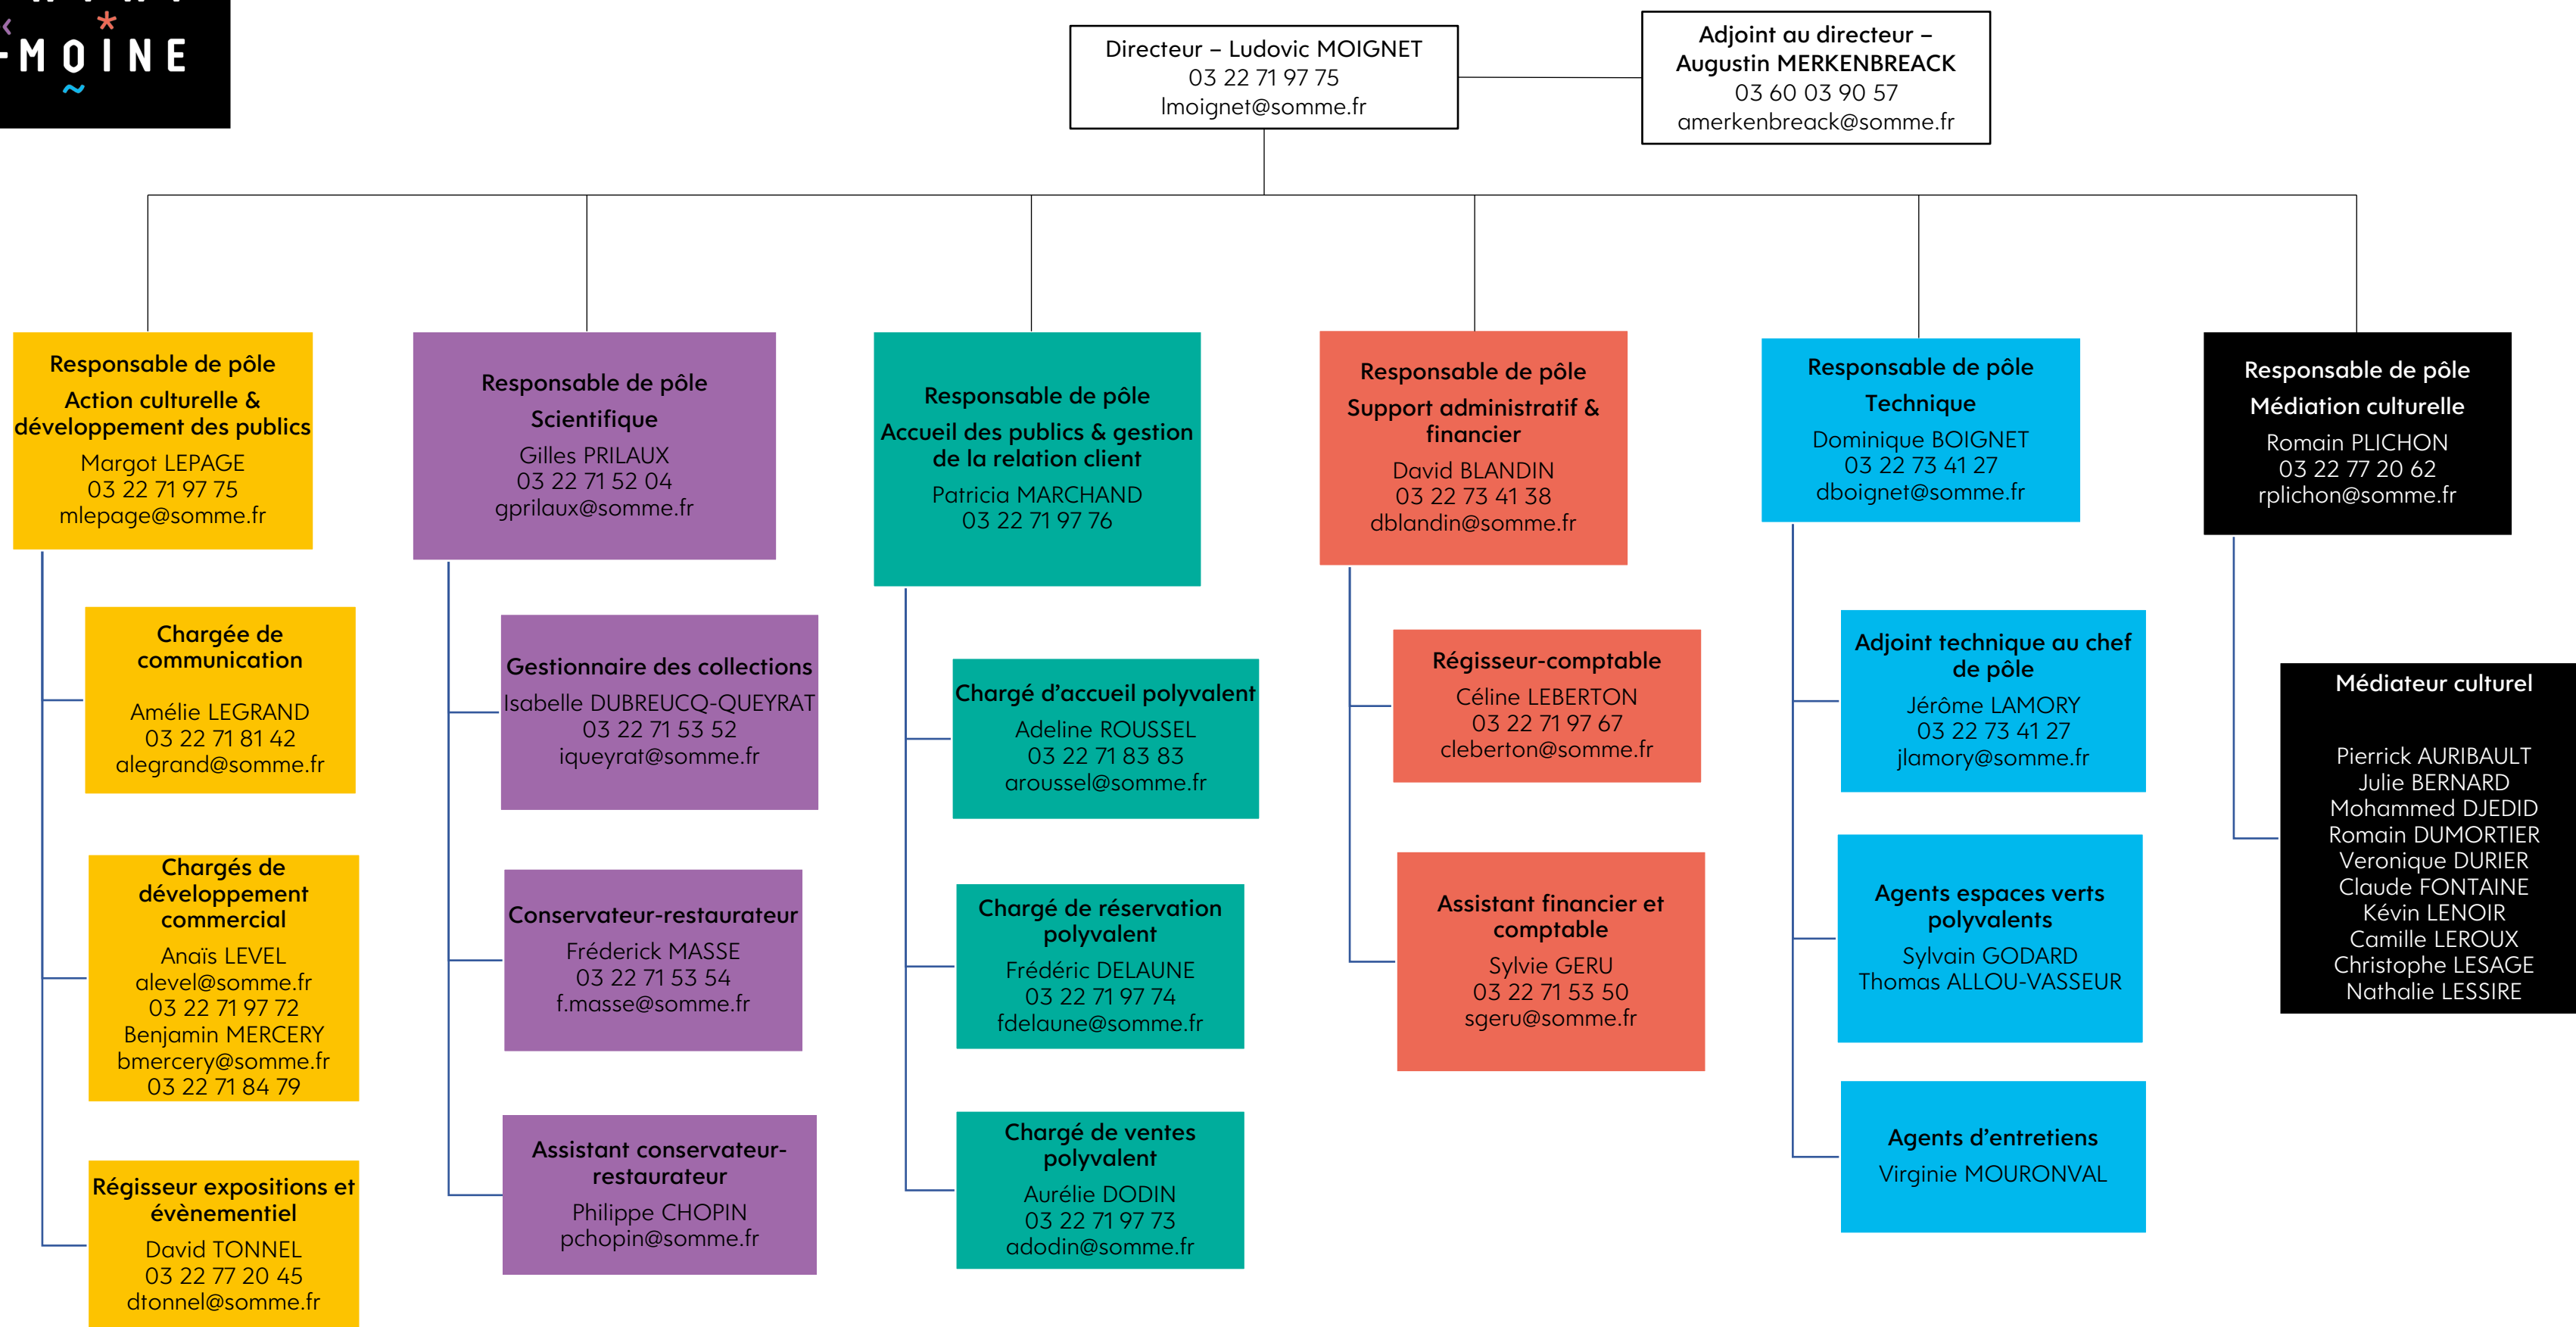 MOINE
Directeur – Ludovic MOIGNET
03 22 71 97 75
lmoignet@somme.fr
Adjoint au directeur –
Augustin MERKENBREACK
03 60 03 90 57
amerkenbreack@somme.fr
Responsable de pôle
Action culturelle &
développement des publics
Margot LEPAGE
03 22 71 97 75
mlepage@somme.fr
Chargée de
communication
Amélie LEGRAND
03 22 71 81 42
alegrand@somme.fr
Chargés de
développement
commercial
Anaïs LEVEL
alevel@somme.fr
03 22 71 97 72
Benjamin MERCERY
bmercery@somme.fr
03 22 71 84 79
Régisseur expositions et
évènementiel
David TONNEL
03 22 77 20 45
dtonnel@somme.fr
Responsable de pôle
Scientifique
Gilles PRILAUX
03 22 71 52 04
gprilaux@somme.fr
Gestionnaire des collections
Isabelle DUBREUCQ-QUEYRAT
03 22 71 53 52
iqueyrat@somme.fr
Conservateur-restaurateur
Fréderick MASSE
03 22 71 53 54
f.masse@somme.fr
Assistant conservateur-
restaurateur
Philippe CHOPIN
pchopin@somme.fr
Responsable de pôle
Accueil des publics & gestion
de la relation client
Patricia MARCHAND
03 22 71 97 76
Chargé d'accueil polyvalent
Adeline ROUSSEL
03 22 71 83 83
aroussel@somme.fr
Chargé de réservation
polyvalent
Frédéric DELAUNE
03 22 71 97 74
fdelaune@somme.fr
Chargé de ventes
polyvalent
Aurélie DODIN
03 22 71 97 73
adodin@somme.fr
Responsable de pôle
Support administratif &
financier
David BLANDIN
03 22 73 41 38
dblandin@somme.fr
Régisseur-comptable
Céline LEBERTON
03 22 71 97 67
cleberton@somme.fr
Assistant financier et
comptable
Sylvie GERU
03 22 71 53 50
sgeru@somme.fr
Responsable de pôle
Technique
Dominique BOIGNET
03 22 73 41 27
dboignet@somme.fr
Adjoint technique au chef
de pôle
Jérôme LAMORY
03 22 73 41 27
jlamory@somme.fr
Agents espaces verts
polyvalents
Sylvain GODARD
Thomas ALLOU-VASSEUR
Agents d'entretiens
Virginie MOURONVAL
Responsable de pôle
Médiation culturelle
Romain PLICHON
03 22 77 20 62
rplichon@somme.fr
Médiateur culturel
Pierrick AURIBAULT
Julie BERNARD
Mohammed DJEDID
Romain DUMORTIER
Veronique DURIER
Claude FONTAINE
Kévin LENOIR
Camille LEROUX
Christophe LESAGE
Nathalie LESSIRE